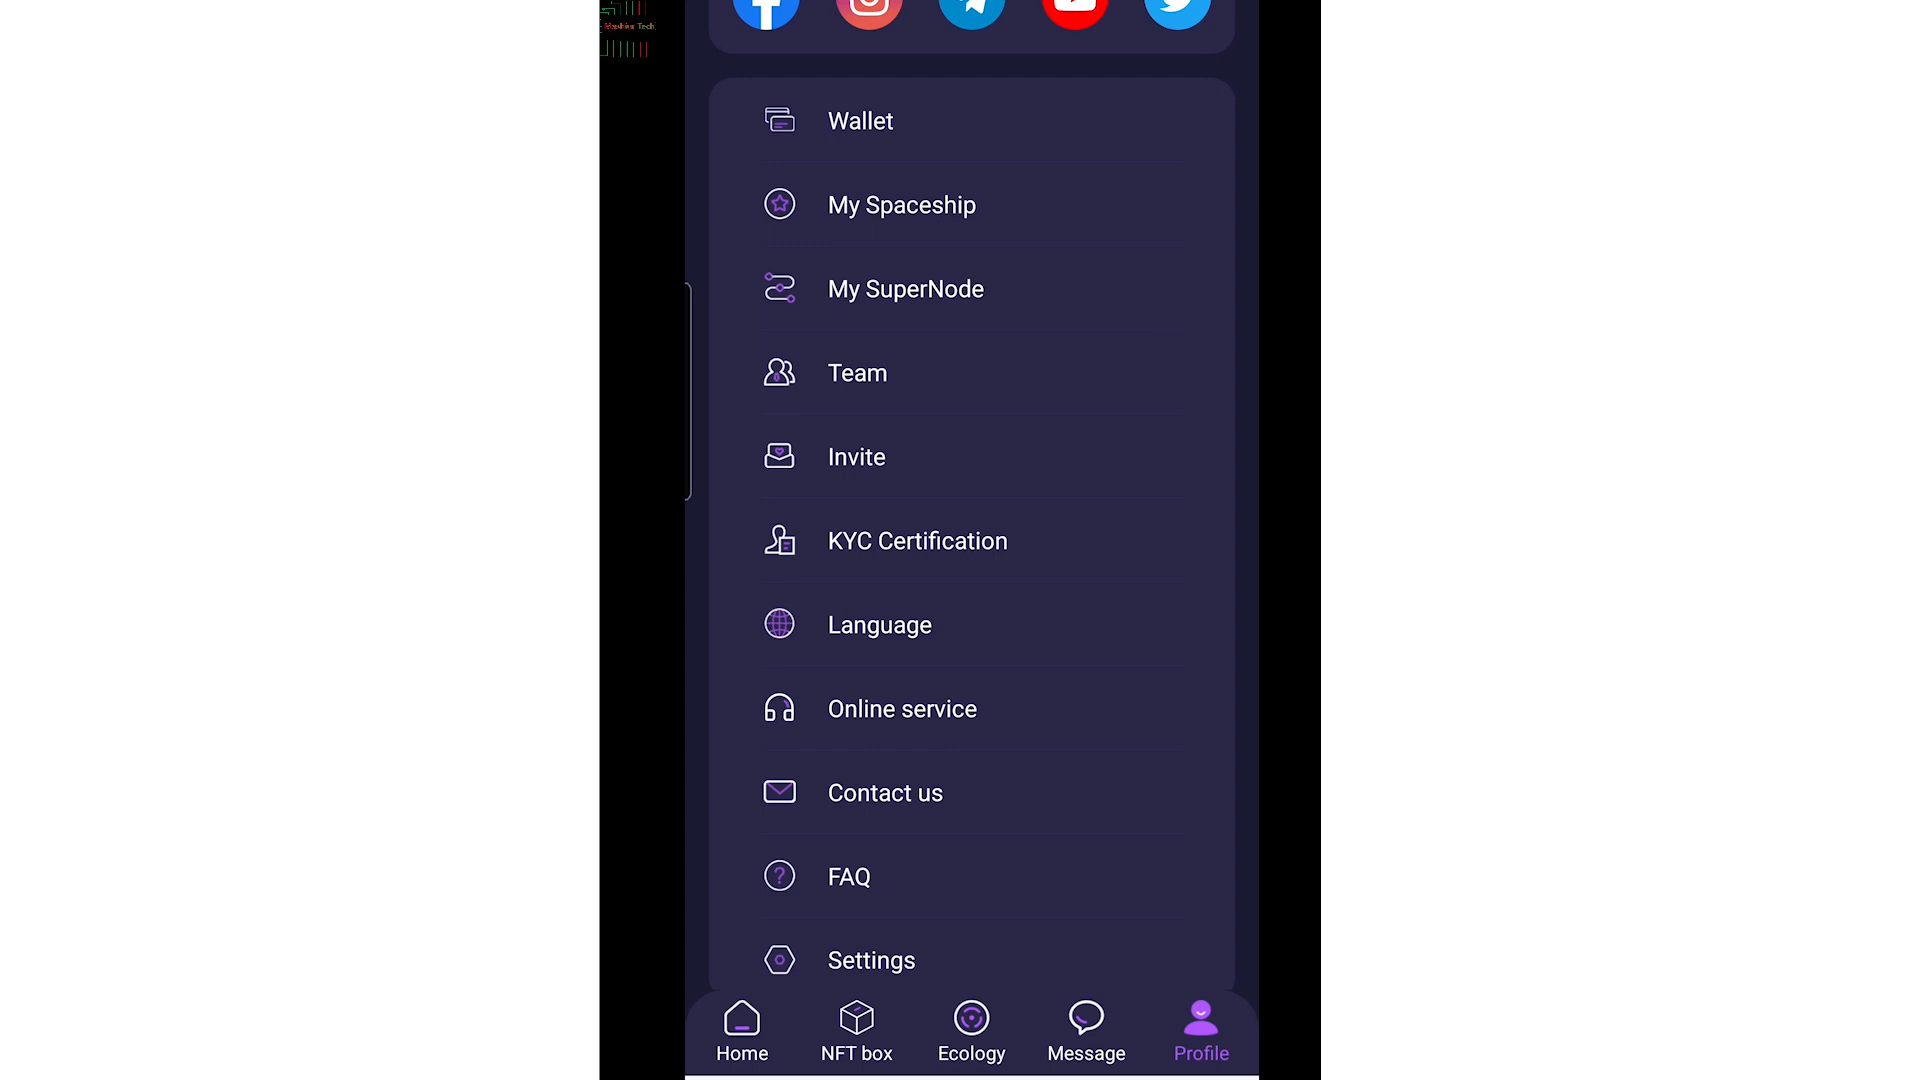 Wallet
My Spaceship
My SuperNode
Team
Invite
KYC Certification
Language
Online service
Contact us
FAQ
Settings
Home
NFT box
Ecology
Message
Profile